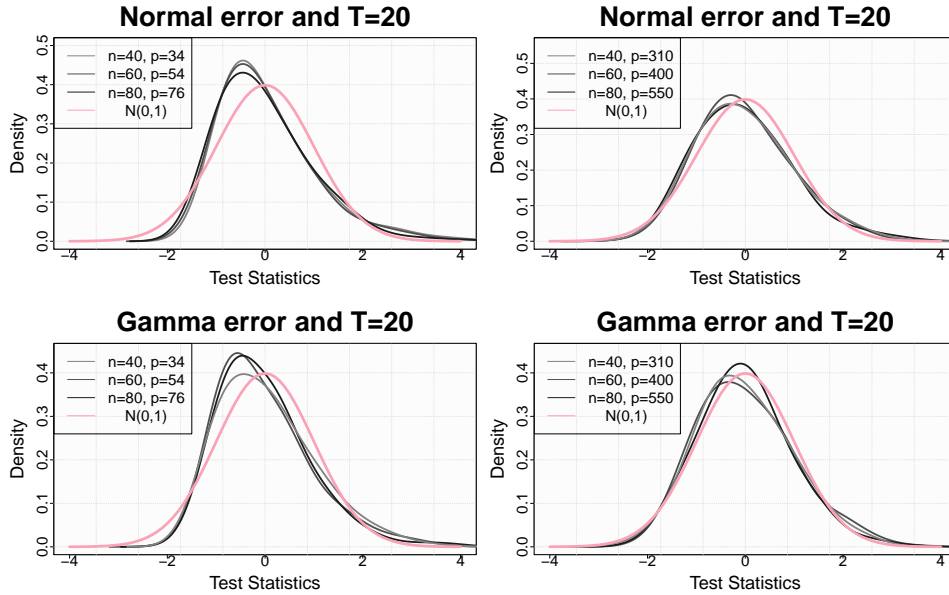 Normal error and T=20
n=40, p=34
n=60, p=54
n=80, p=76
N(0,1)
Density
0.0
0.1
0.2
0.3
0.4
0.5
−4
−2
0
2
4
Test Statistics
Normal error and T=20
n=40, p=310
n=60, p=400
n=80, p=550
N(0,1)
Density
0.0
0.1
0.2
0.3
0.4
0.5
−4
−2
0
2
4
Test Statistics
Gamma error and T=20
n=40, p=34
n=60, p=54
n=80, p=76
N(0,1)
Density
0.0
0.1
0.2
0.3
0.4
−4
−2
0
2
4
Test Statistics
Gamma error and T=20
n=40, p=310
n=60, p=400
n=80, p=550
N(0,1)
Density
0.0
0.1
0.2
0.3
0.4
−4
−2
0
2
4
Test Statistics